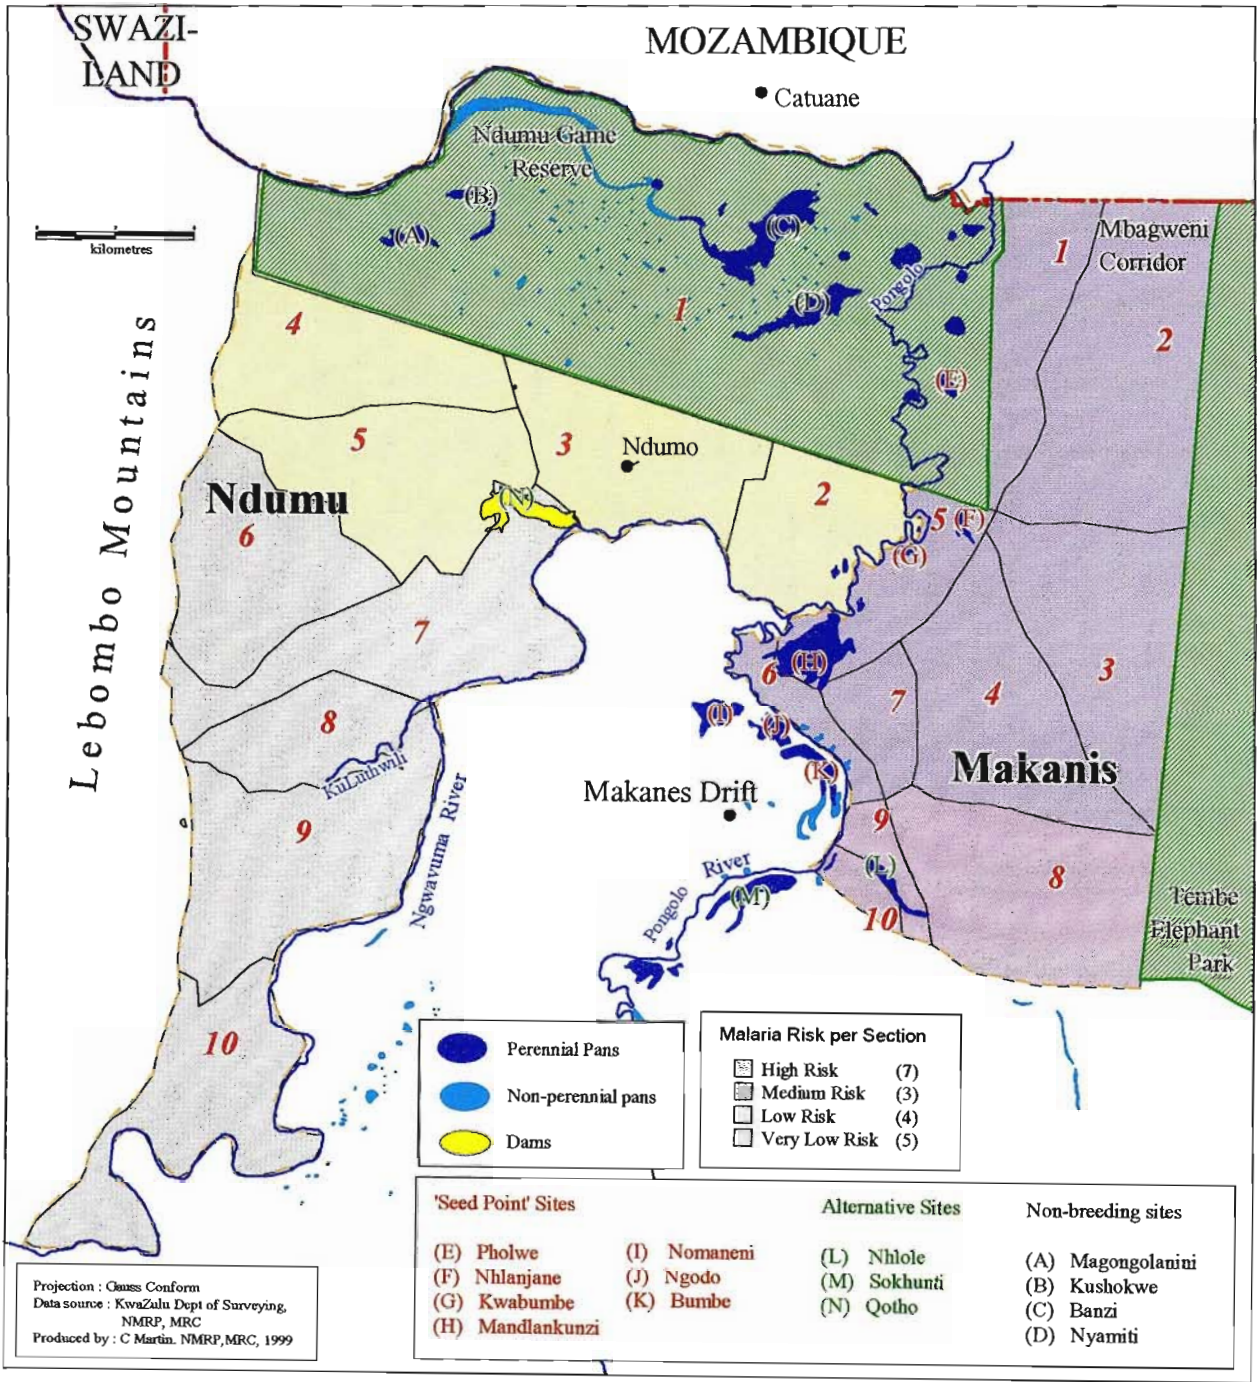 SWAZI-
LAND
MOZAMBIQUE
Catuane
Ndumu Game
Reserve
(B)
(A)
(C)
(D)
(E)
kilometres
1
Pongolo
1
Mbagweni
Corridor
2
4
5
3
Ndumo
2
(N)
5 (F)
(G)
Ndumu
Lebombo Mountains
6
7
6
(H)
7
4
3
8
(I)
(J)
(K)
Makanis
KuLuthwili
Makanes Drift
9
9
Ngwavuma River
Pongolo River
(L)
(M)
8
10
Tembe
Elephant
Park
10
Perennial Pans
Non-perennial pans
Dams
Malaria Risk per Section
High Risk (7)
Medium Risk (3)
Low Risk (4)
Very Low Risk (5)
'Seed Point' Sites
(E) Pholwe
(F) Nhlanjane
(G) Kwabumbe
(H) Mandlankunzi
(I) Nomaneni
(J) Ngodo
(K) Bumbe
Alternative Sites
(L) Nhlole
(M) Sokhunti
(N) Qotho
Non-breeding sites
(A) Magongolanini
(B) Kushokwe
(C) Banzi
(D) Nyamiti
Projection : Gauss Conform
Data source : KwaZulu Dept of Surveying,
NMRP, MRC
Produced by : C Martin. NMRP,MRC, 1999